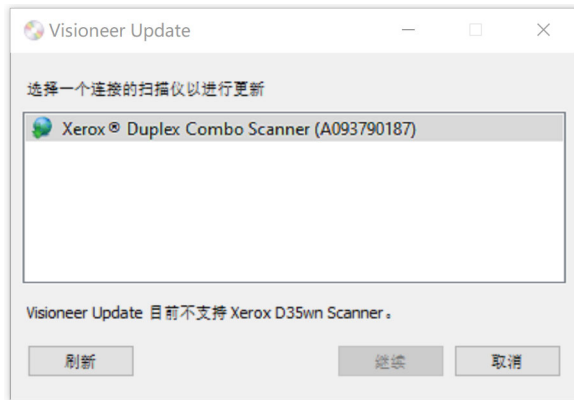 Visioneer Update
选择一个连接的扫描仪以进行更新
Xerox® Duplex Combo Scanner (A093790187)
Visioneer Update 目前不支持 Xerox D35wn Scanner。
刷新 继续 取消